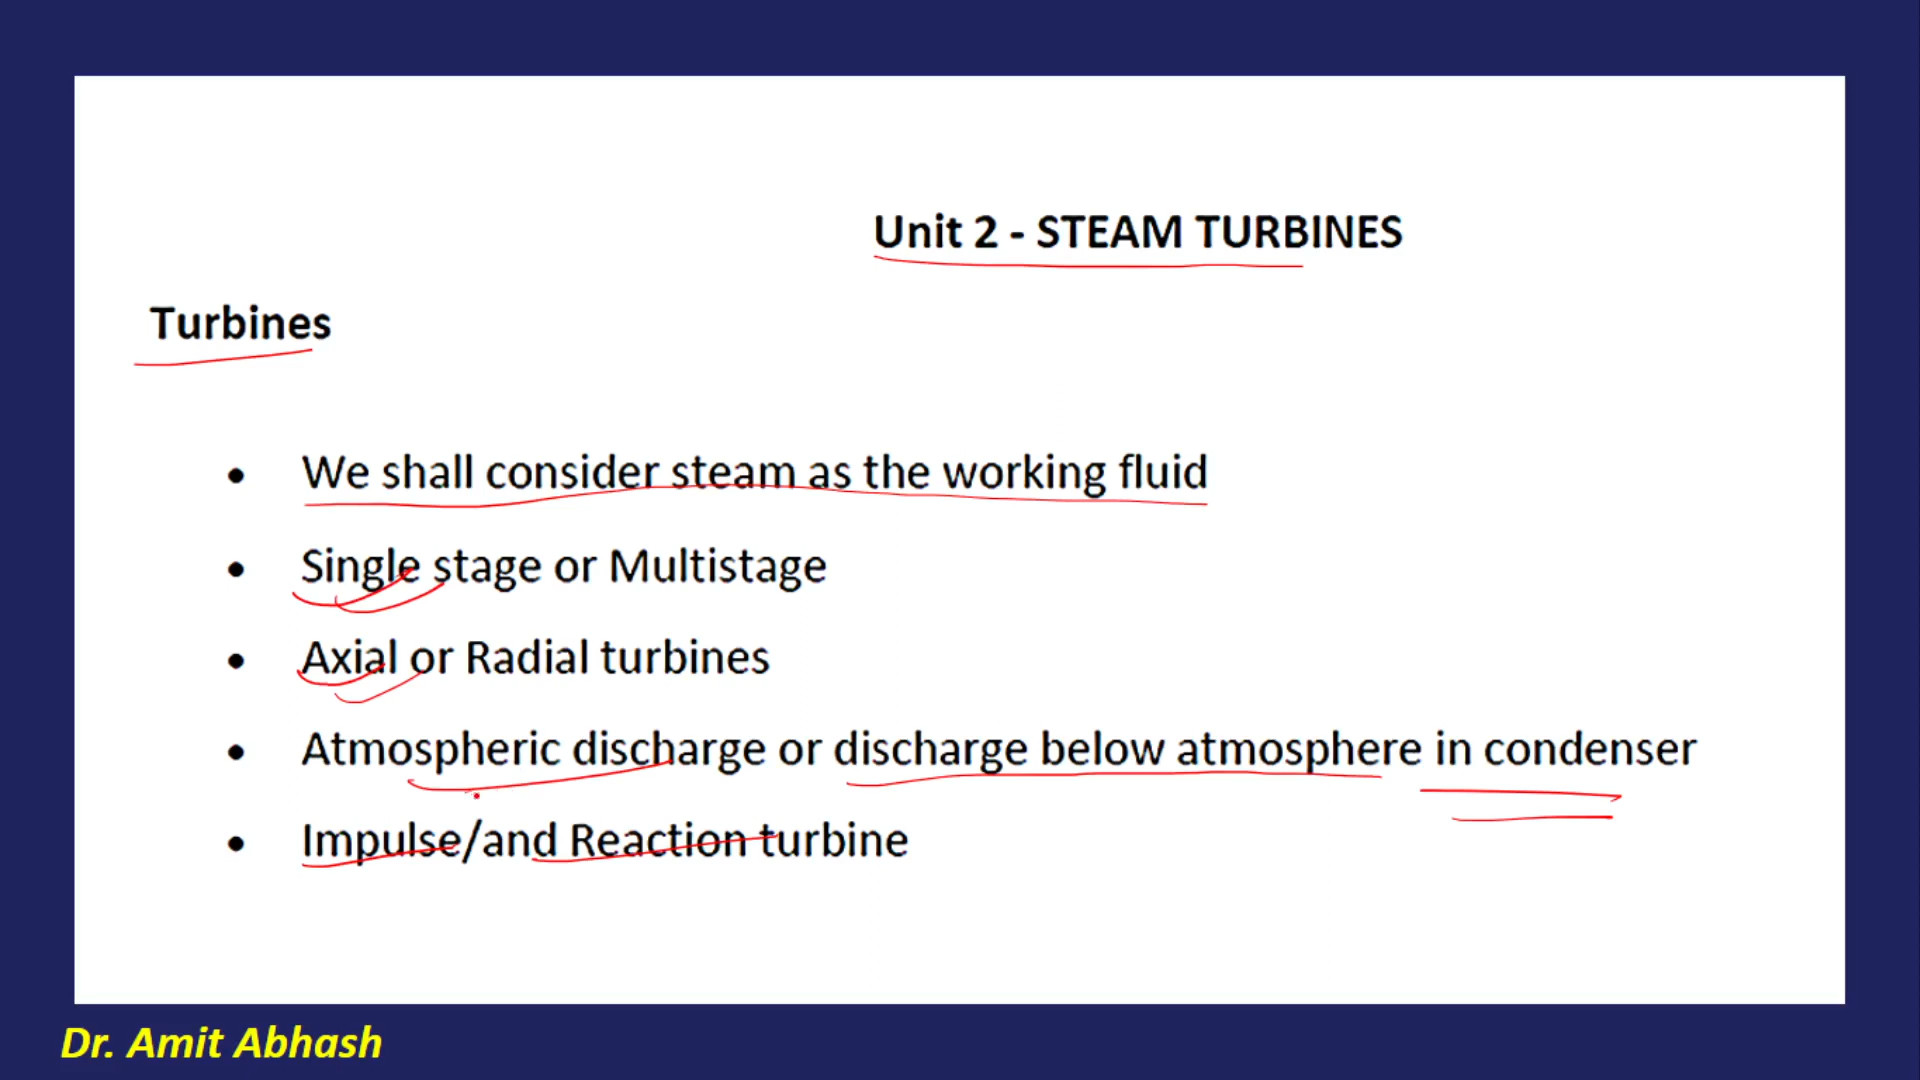 Unit 2 - STEAM TURBINES
Turbines
• We shall consider steam as the working fluid
• Single stage or Multistage
• Axial or Radial turbines
• Atmospheric discharge or discharge below atmosphere in condenser
• Impulse/and Reaction turbine
Dr. Amit Abhash